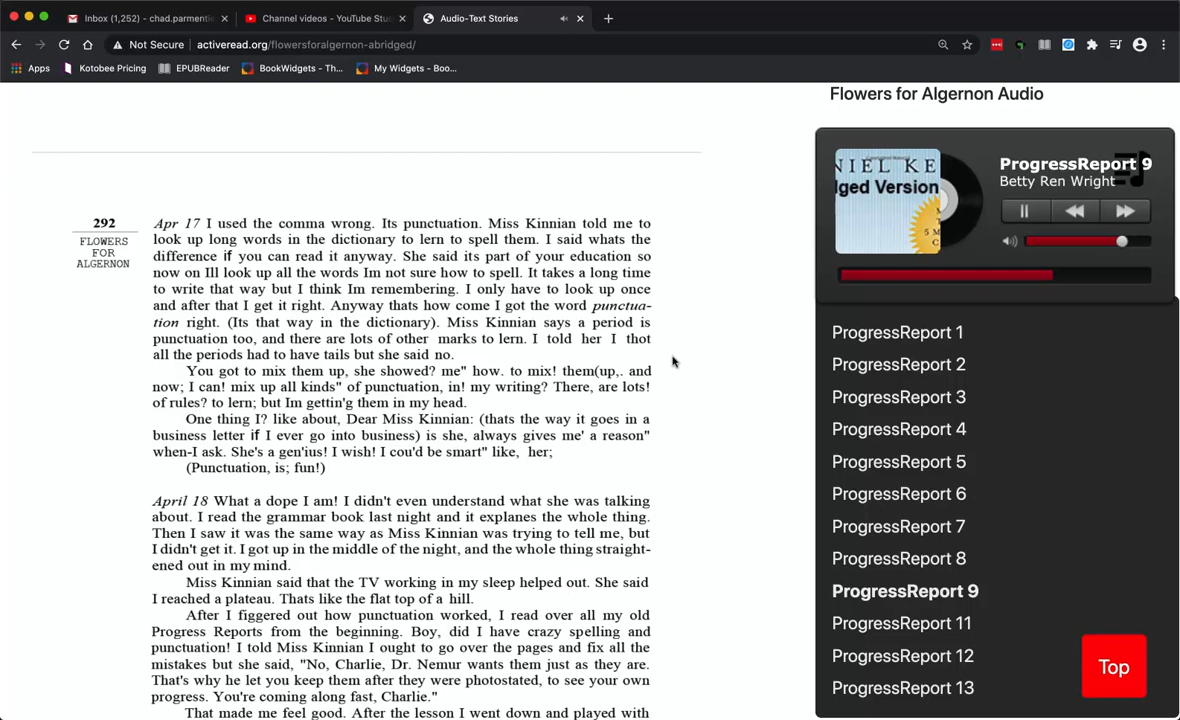 Inbox (1,252) - chad.parmenti
Channel videos - YouTube Stu
Audio-Text Stories
Not Secure
activeread.org/flowersforalgernon-abridged/
Apps
Kotobee Pricing
EPUBReader
BookWidgets - Th...
My Widgets - Boo...
292
FLOWERS
FOR
ALGERNON
Apr 17 I used the comma wrong. Its punctuation. Miss Kinnian told me to
look up long words in the dictionary to lern to spell them. I said whats the
difference if you can read it anyway. She said its part of your education so
now on Ill look up all the words Im not sure how to spell. It takes a long time
to write that way but I think Im remembering. I only have to look up once
and after that I get it right. Anyway thats how come I got the word punctua-
tion right. (Its that way in the dictionary). Miss Kinnian says a period is
punctuation too, and there are lots of other marks to lern. I told her I thot
all the periods had to have tails but she said no.
You got to mix them up, she showed? me" how. to mix! them(up,. and
now; I can! mix up all kinds" of punctuation, in! my writing? There, are lots!
of rules? to lern; but Im gettin'g them in my head.
One thing I? like about, Dear Miss Kinnian: (thats the way it goes in a
business letter if I ever go into business) is she, always gives me' a reason"
when-I ask. She's a gen'ius! I wish! I cou'd be smart" like, her;
(Punctuation, is; fun!)
April 18 What a dope I am! I didn't even understand what she was talking
about. I read the grammar book last night and it explanes the whole thing.
Then I saw it was the same way as Miss Kinnian was trying to tell me, but
I didn't get it. I got up in the middle of the night, and the whole thing straight-
ened out in my mind.
Miss Kinnian said that the TV working in my sleep helped out. She said
I reached a plateau. Thats like the flat top of a hill.
After I figgered out how punctuation worked, I read over all my old
Progress Reports from the beginning. Boy, did I have crazy spelling and
punctuation! I told Miss Kinnian I ought to go over the pages and fix all the
mistakes but she said, "No, Charlie, Dr. Nemur wants them just as they are.
That's why he let you keep them after they were photostated, to see your own
progress. You're coming along fast, Charlie."
That made me feel good. After the lesson I went down and played with
Flowers for Algernon Audio
NIEL KE
lged Version
5 M
ProgressReport 9
Betty Ren Wright
ProgressReport 1
ProgressReport 2
ProgressReport 3
ProgressReport 4
ProgressReport 5
ProgressReport 6
ProgressReport 7
ProgressReport 8
ProgressReport 9
ProgressReport 11
ProgressReport 12
ProgressReport 13
Top